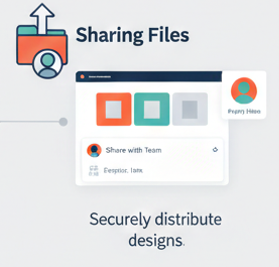 Sharing Files
Share with Team
Securely distribute
designs.